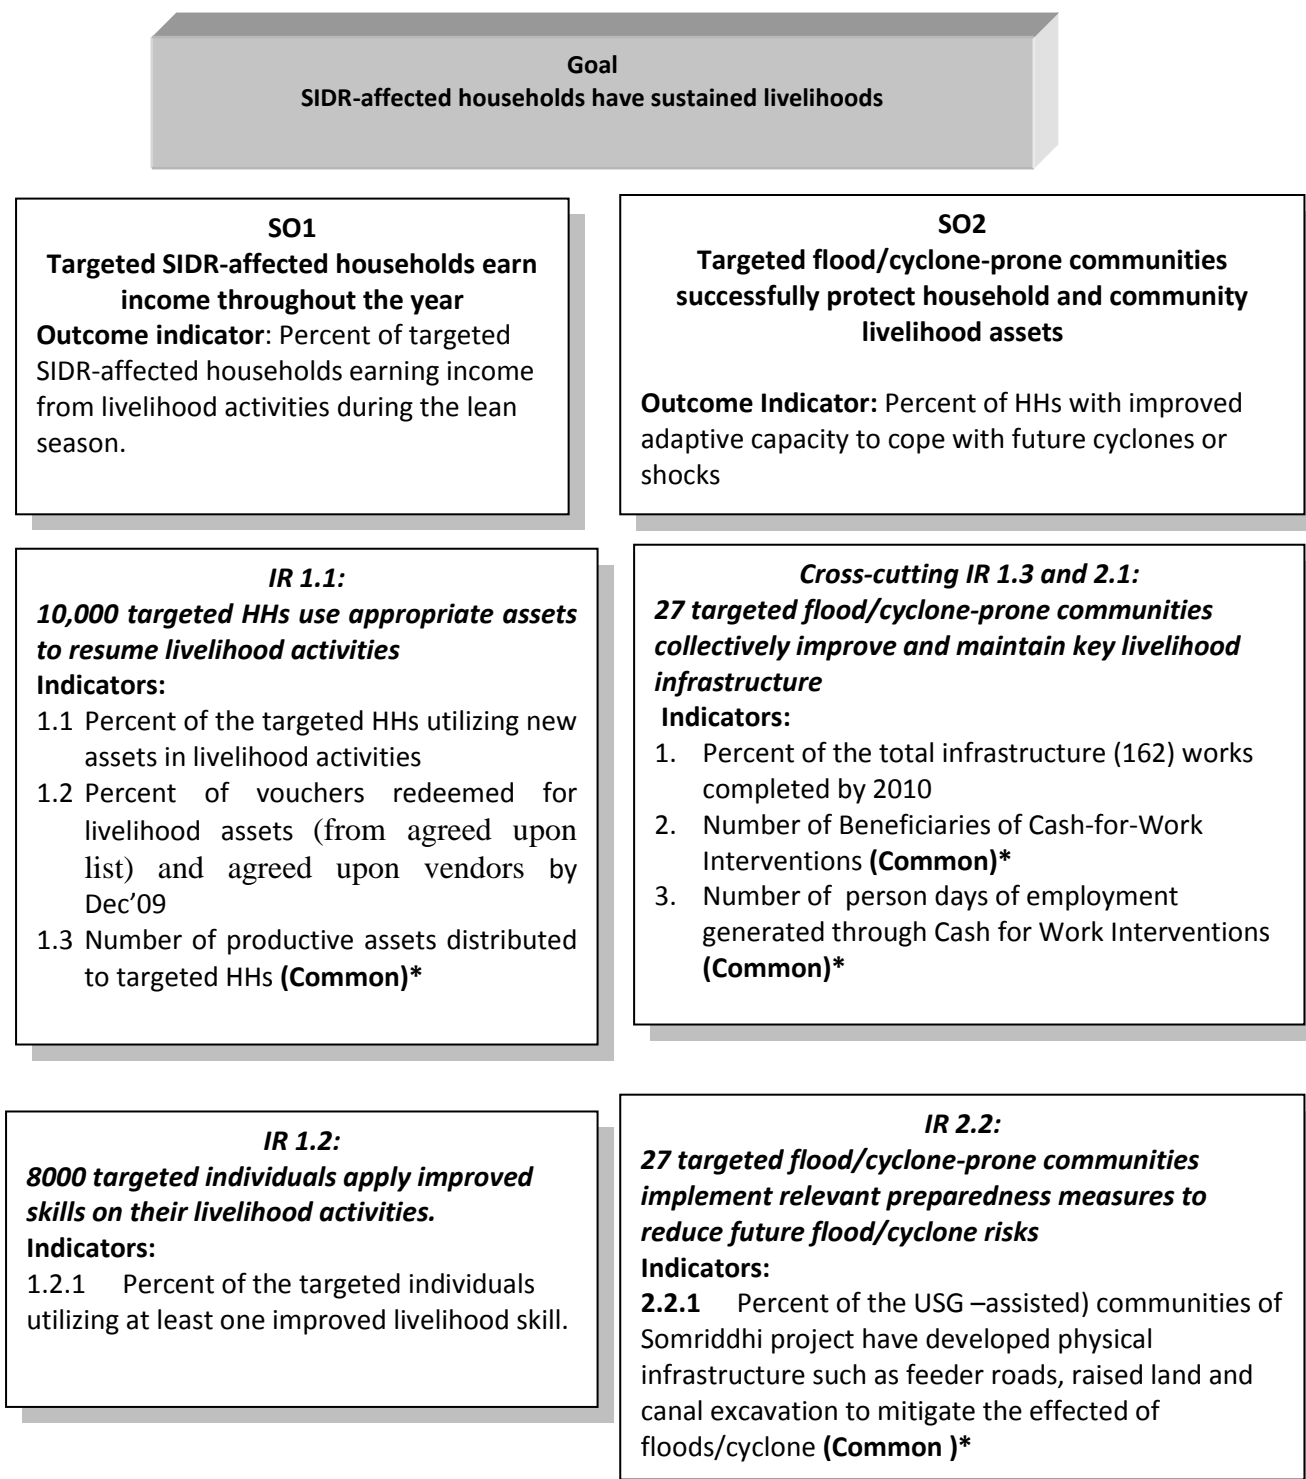 Goal
SIDR-affected households have sustained livelihoods
SO1
Targeted SIDR-affected households earn
income throughout the year
Outcome indicator: Percent of targeted
SIDR-affected households earning income
from livelihood activities during the lean
season.
SO2
Targeted flood/cyclone-prone communities
successfully protect household and community
livelihood assets
Outcome Indicator: Percent of HHs with improved
adaptive capacity to cope with future cyclones or
shocks
IR 1.1:
10,000 targeted HHs use appropriate assets
to resume livelihood activities
Indicators:
1.1 Percent of the targeted HHs utilizing new
assets in livelihood activities
1.2 Percent of vouchers redeemed for
livelihood assets (from agreed upon
list) and agreed upon vendors by
Dec’09
1.3 Number of productive assets distributed
to targeted HHs (Common)*
Cross-cutting IR 1.3 and 2.1:
27 targeted flood/cyclone-prone communities
collectively improve and maintain key livelihood
infrastructure
Indicators:
1. Percent of the total infrastructure (162) works
completed by 2010
2. Number of Beneficiaries of Cash-for-Work
Interventions (Common)*
3. Number of person days of employment
generated through Cash for Work Interventions
(Common)*
IR 1.2:
8000 targeted individuals apply improved
skills on their livelihood activities.
Indicators:
1.2.1 Percent of the targeted individuals
utilizing at least one improved livelihood skill.
IR 2.2:
27 targeted flood/cyclone-prone communities
implement relevant preparedness measures to
reduce future flood/cyclone risks
Indicators:
2.2.1 Percent of the USG –assisted) communities of
Somriddhi project have developed physical
infrastructure such as feeder roads, raised land and
canal excavation to mitigate the effected of
floods/cyclone (Common )*